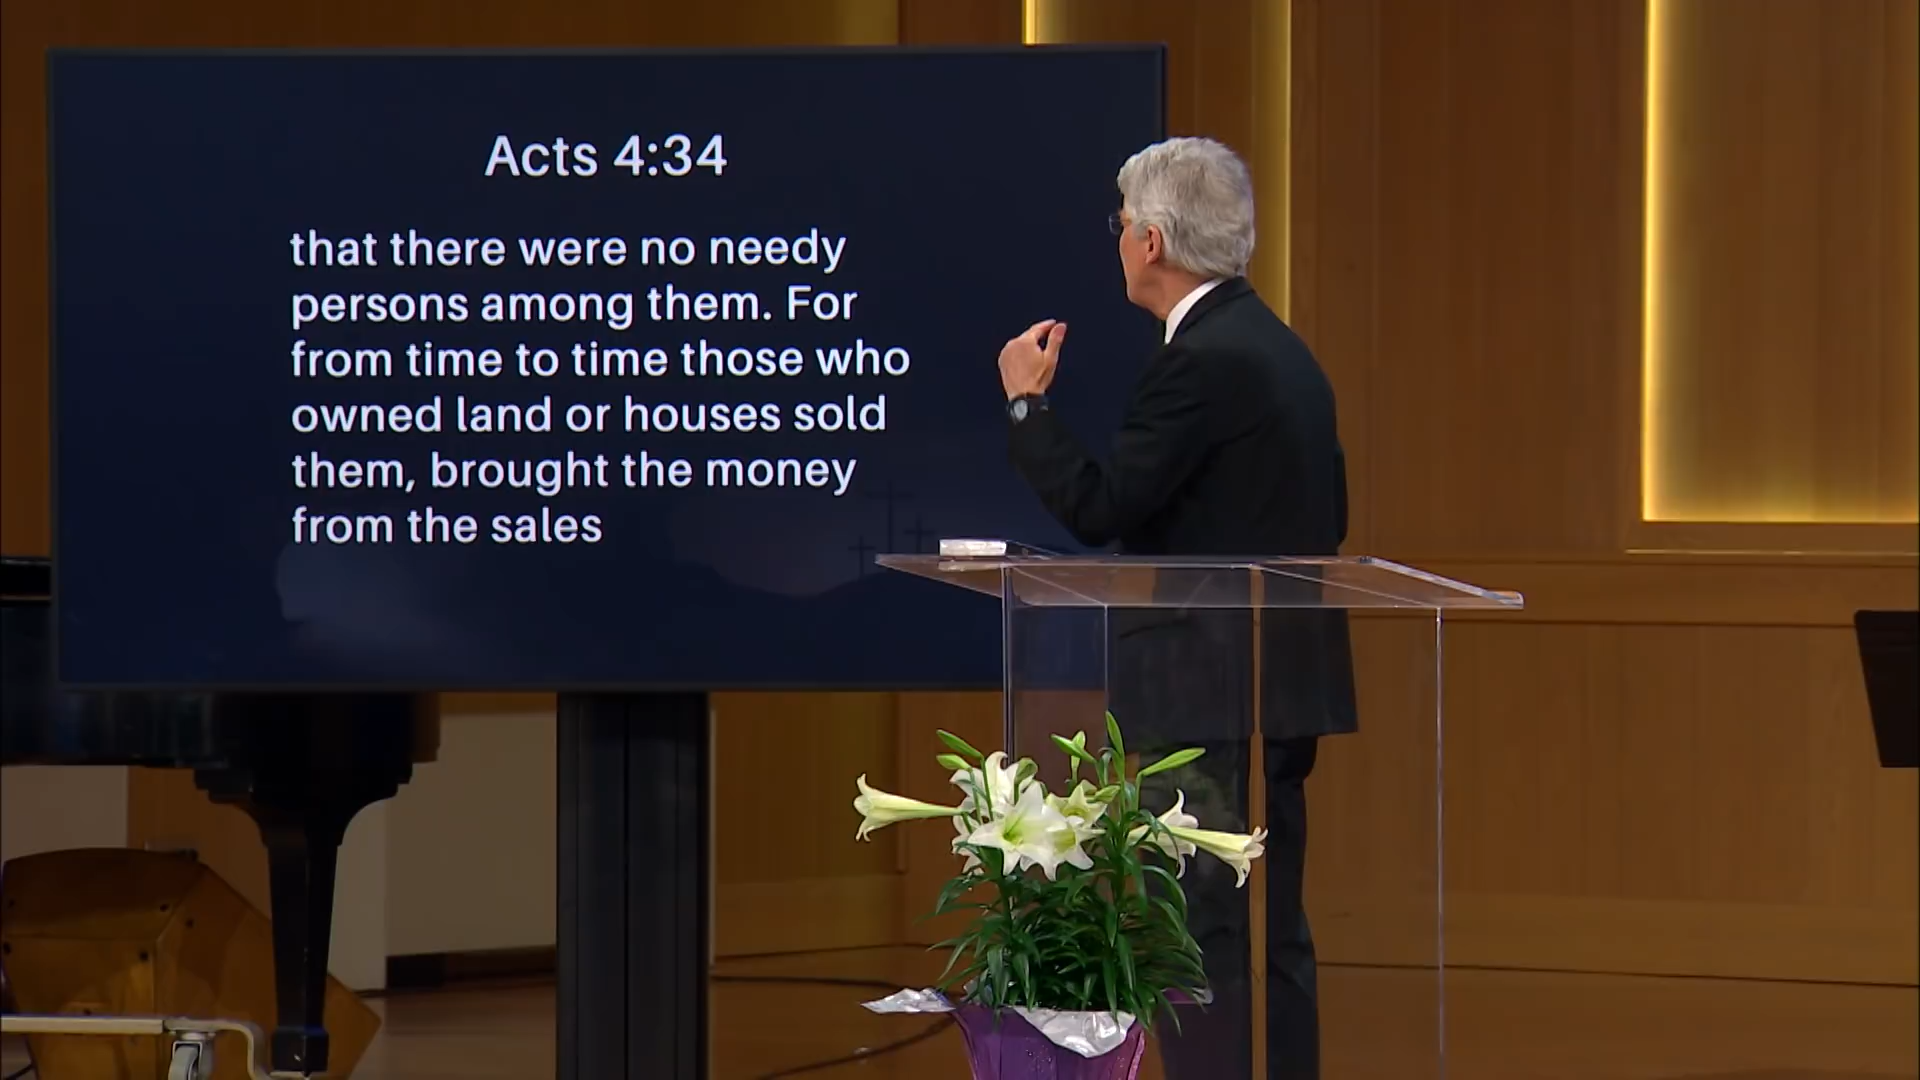 Acts 4:34
that there were no needy
persons among them. For
from time to time those who
owned land or houses sold
them, brought the money
from the sales